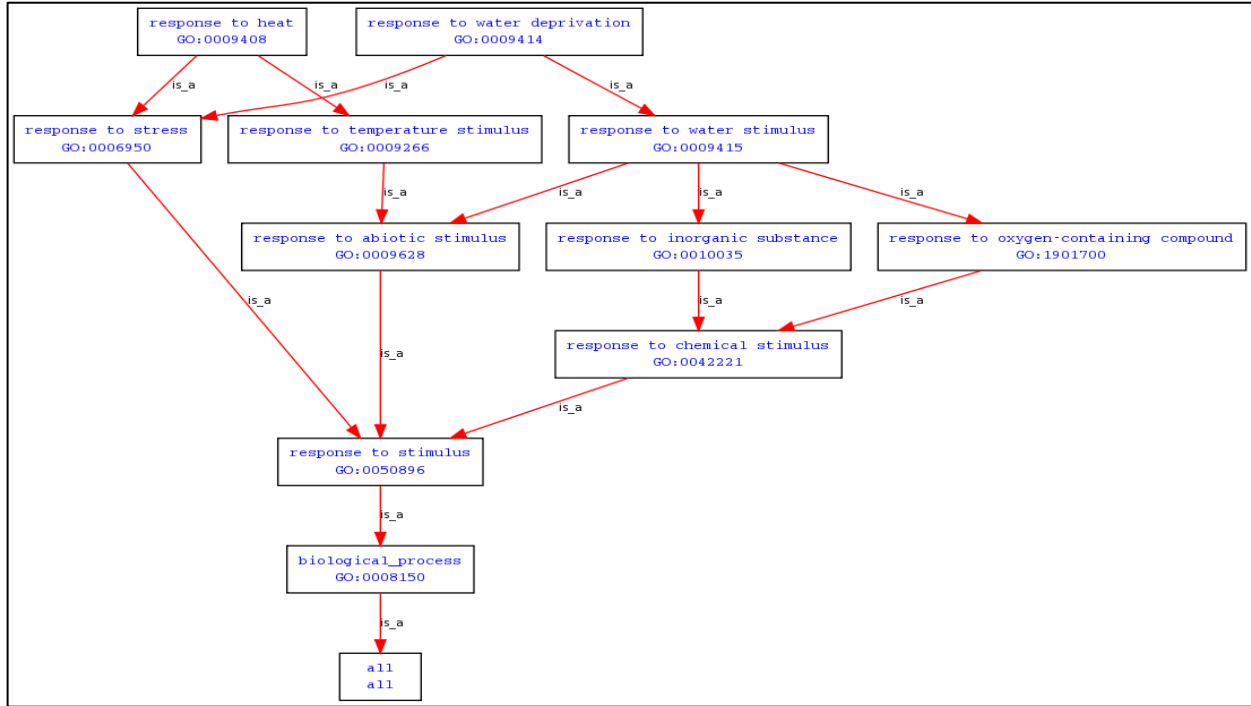 response to heat
GO:0009408
response to water deprivation
GO:0009414
is_a
is_a
is_a
is_a
response to stress
GO:0006950
response to temperature stimulus
GO:0009266
response to water stimulus
GO:0009415
is_a
is_a
is_a
is_a
response to abiotic stimulus
GO:0009628
response to inorganic substance
GO:0010035
response to oxygen-containing compound
GO:1901700
is_a
is_a
is_a
response to chemical stimulus
GO:0042221
is_a
is_a
response to stimulus
GO:0050896
is_a
biological_process
GO:0008150
is_a
all
all